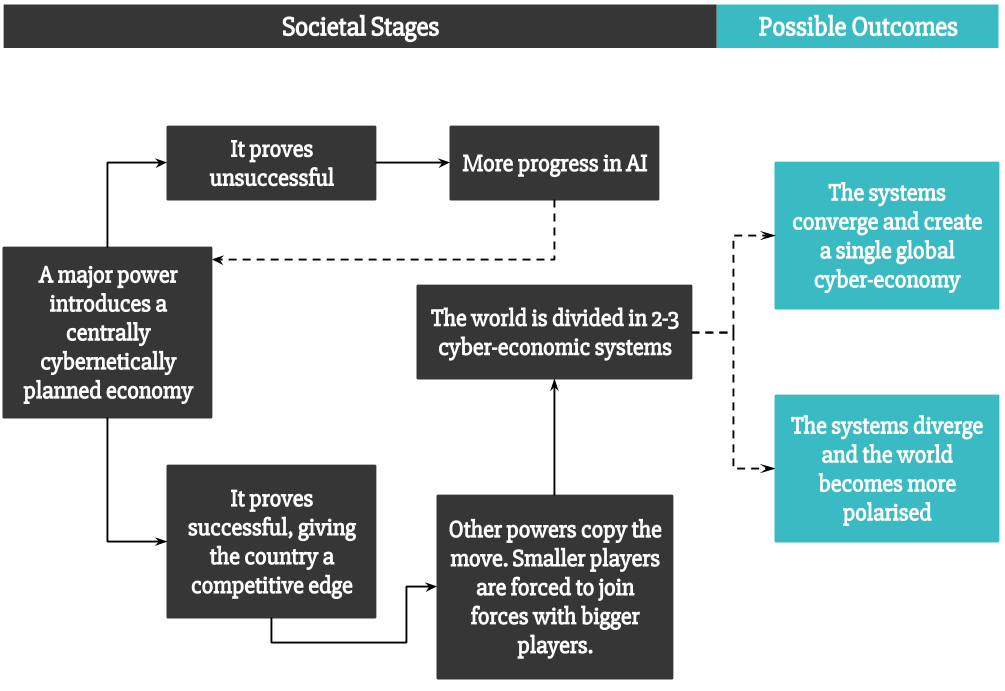 Societal Stages
Possible Outcomes
It proves
unsuccessful
More progress in AI
A major power
introduces a
centrally
cybernetically
planned economy
The world is divided in 2-3
cyber-economic systems
The systems
converge and create
a single global
cyber-economy
It proves
successful, giving
the country a
competitive edge
Other powers copy the
move. Smaller players
are forced to join
forces with bigger
players.
The systems diverge
and the world
becomes more
polarised